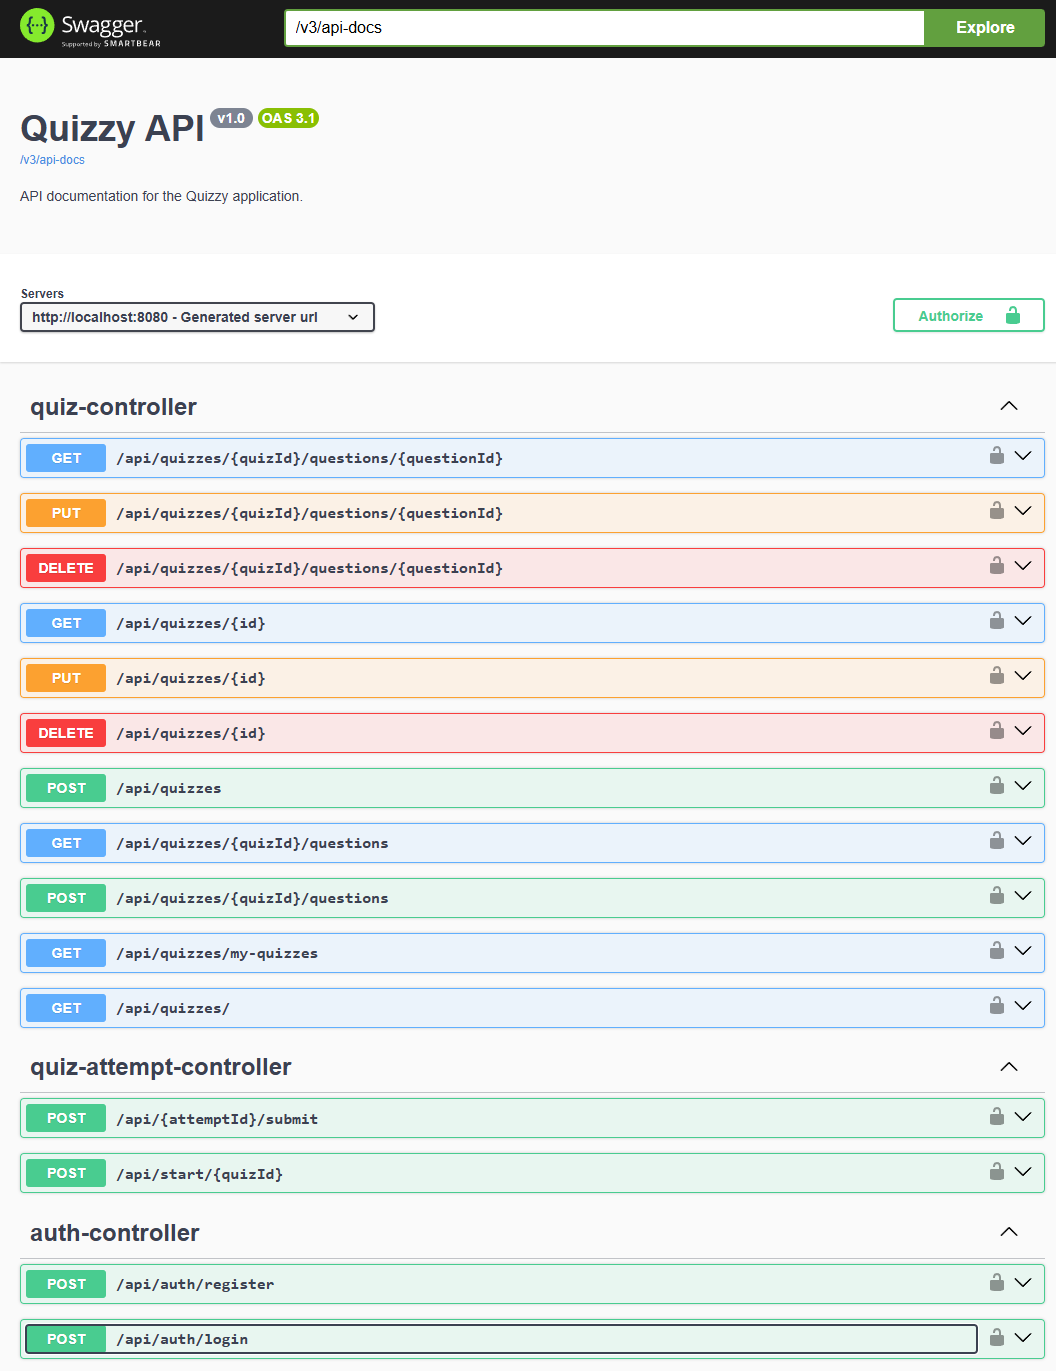 Swagger
Supported by SMARTBEAR
/v3/api-docs
Explore
Quizzy API v1.0 OAS 3.1
/v3/api-docs
API documentation for the Quizzy application.
Servers
http://localhost:8080 - Generated server url
Authorize
quiz-controller
GET /api/quizzes/{quizId}/questions/{questionId}
PUT /api/quizzes/{quizId}/questions/{questionId}
DELETE /api/quizzes/{quizId}/questions/{questionId}
GET /api/quizzes/{id}
PUT /api/quizzes/{id}
DELETE /api/quizzes/{id}
POST /api/quizzes
GET /api/quizzes/{quizId}/questions
POST /api/quizzes/{quizId}/questions
GET /api/quizzes/my-quizzes
GET /api/quizzes/
quiz-attempt-controller
POST /api/{attemptId}/submit
POST /api/start/{quizId}
auth-controller
POST /api/auth/register
POST /api/auth/login